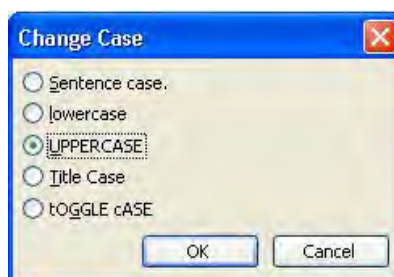 Change Case
Sentence case.
lowercase
UPPERCASE
Title Case
tOGGLE cASE
OK Cancel